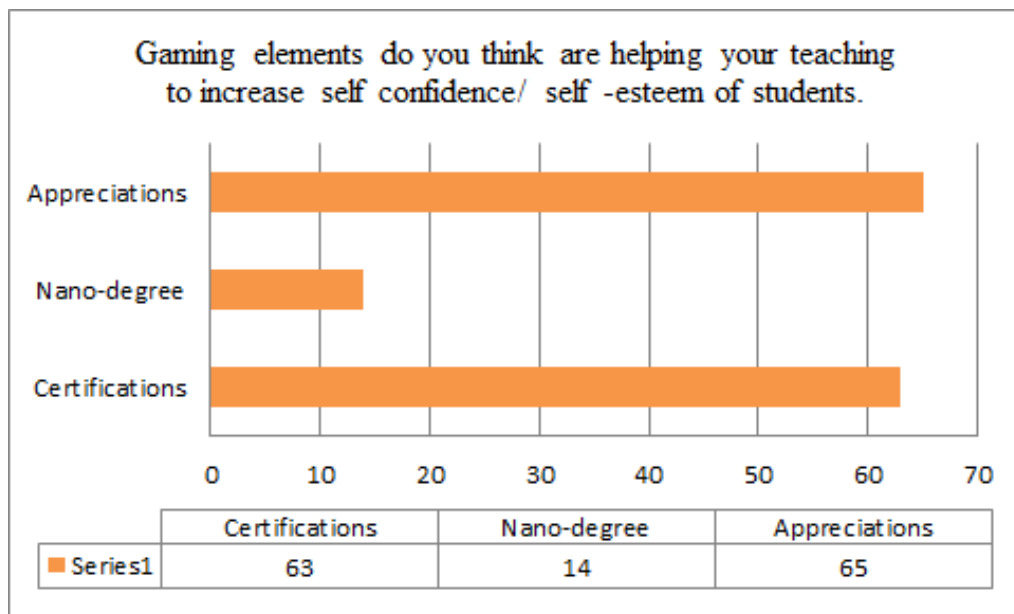 Gaming elements do you think are helping your teaching
to increase self confidence/ self -esteem of students.
Appreciations
Nano-degree
Certifications
0 10 20 30 40 50 60 70
Certifications Nano-degree Appreciations
Series1 63 14 65